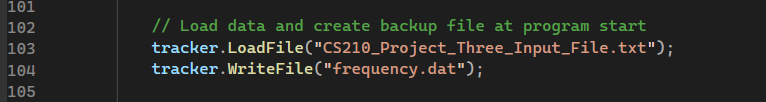 101
102 // Load data and create backup file at program start
103 tracker.LoadFile("CS210_Project_Three_Input_File.txt");
104 tracker.WriteFile("frequency.dat");
105